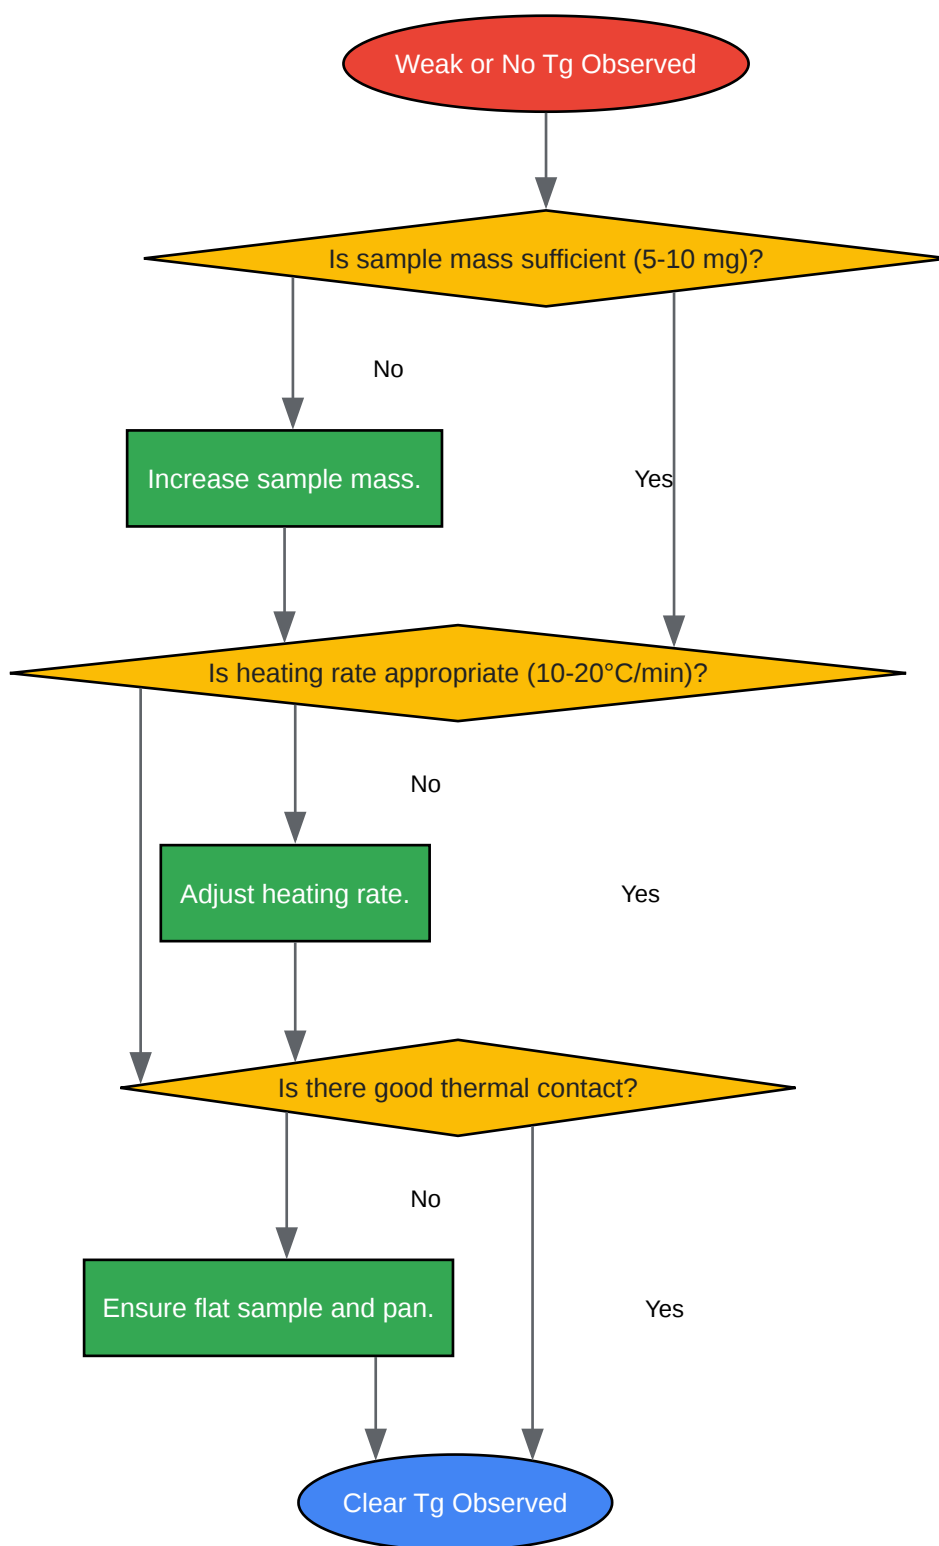 Weak or No Tg Observed
Is sample mass sufficient (5-10 mg)?
No
Increase sample mass.
Yes
Is heating rate appropriate (10-20°C/min)?
No
Adjust heating rate.
Yes
Is there good thermal contact?
No
Ensure flat sample and pan.
Yes
Clear Tg Observed